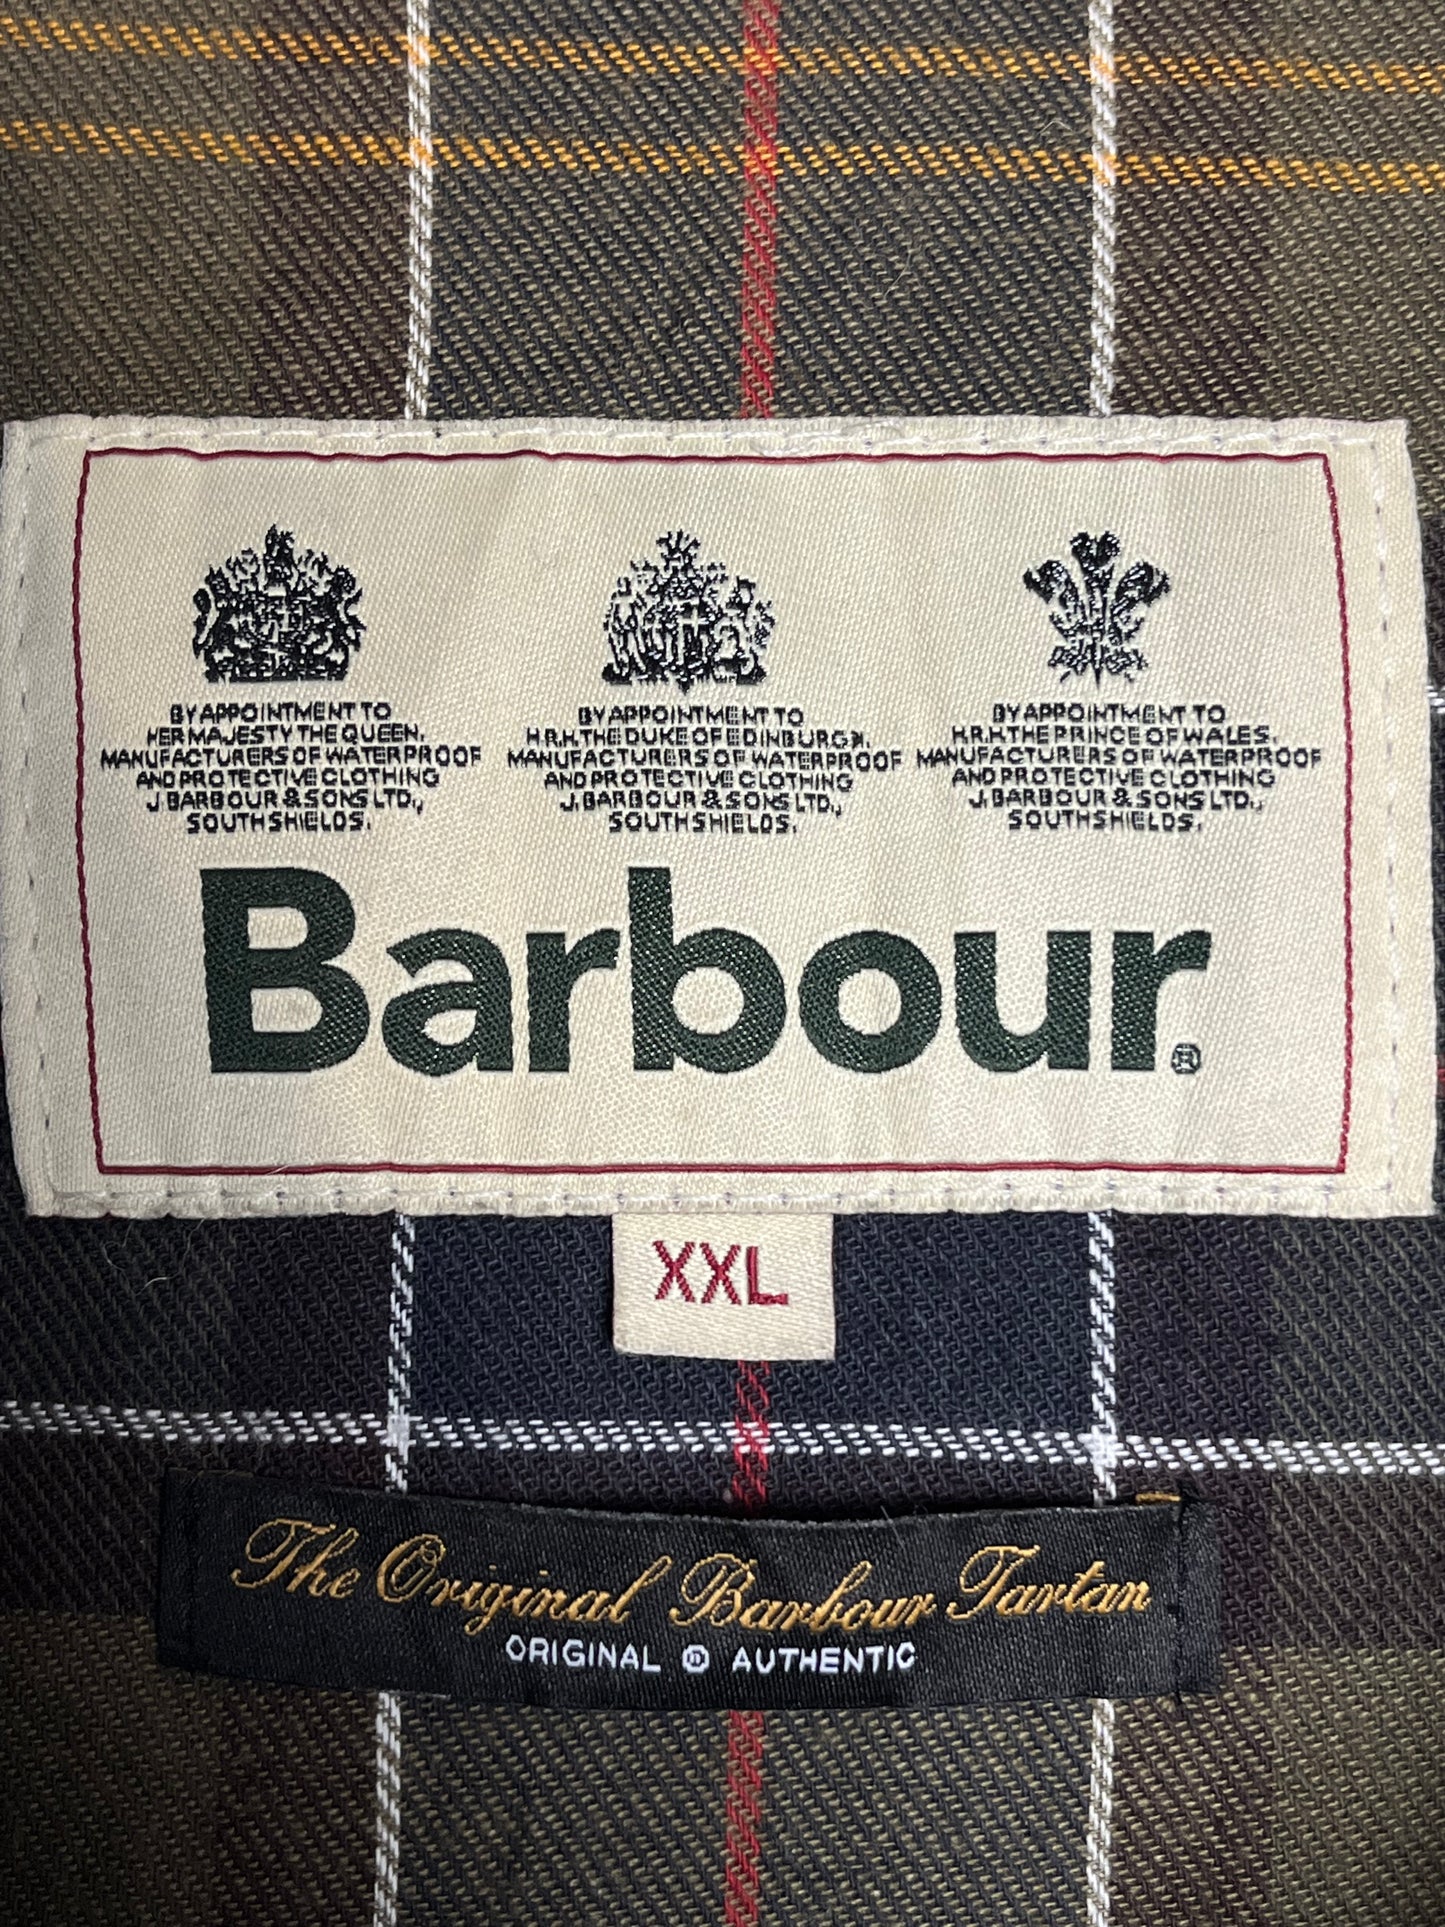 BY APPOINTMENT TO
HER MAJESTY THE QUEEN.
MANUFACTURERS OF WATERPROOF
AND PROTECTIVE CLOTHING
J. BARBOUR & SONS LTD.,
SOUTH SHIELDS.
BY APPOINTMENT TO
H.R.H. THE DUKE OF EDINBURGH.
MANUFACTURERS OF WATERPROOF
AND PROTECTIVE CLOTHING
J. BARBOUR & SONS LTD.,
SOUTH SHIELDS.
BY APPOINTMENT TO
H.R.H. THE PRINCE OF WALES.
MANUFACTURERS OF WATERPROOF
AND PROTECTIVE CLOTHING
J. BARBOUR & SONS LTD.,
SOUTH SHIELDS.
Barbour®
XXL
The Original Barbour Tartan
ORIGINAL ® AUTHENTIC